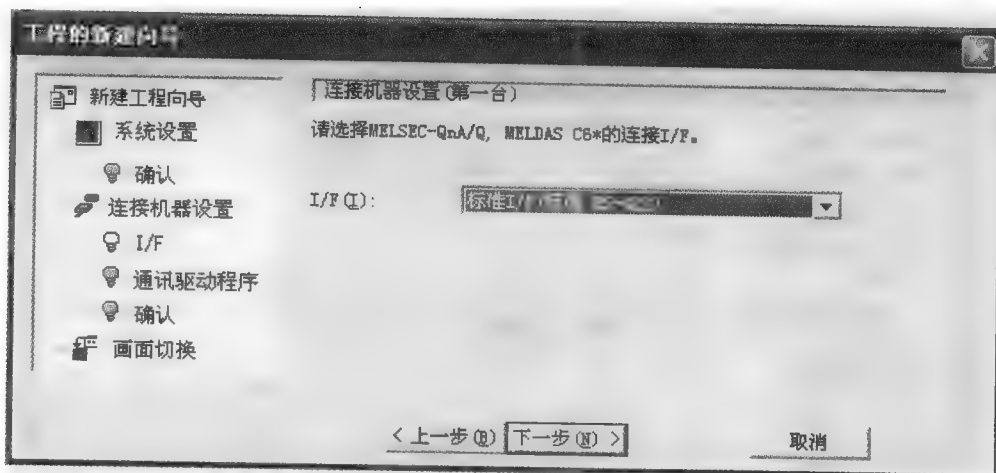 工程的新建向导
新建工程向导
系统设置
确认
连接机器设置
I/F
通讯驱动程序
确认
画面切换
连接机器设置(第一台)
请选择MELSEC-QnA/Q, MELDAS C6*的连接I/F。
I/F(I):
标准I/F
< 上一步(B)
下一步(N) >
取消